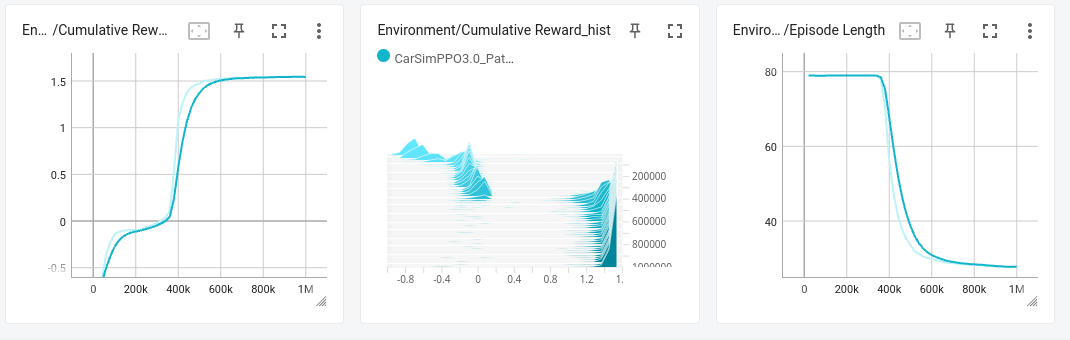 En... /Cumulative Rew...
1.5
1
0.5
0
-0.5
0
200k
400k
600k
800k
1M
Environment/Cumulative Reward_hist
CarSimPPO3.0_Pat...
200000
400000
600000
800000
1000000
-0.8
-0.4
0
0.4
0.8
1.2
1.
Enviro... /Episode Length
80
60
40
0
200k
400k
600k
800k
1M